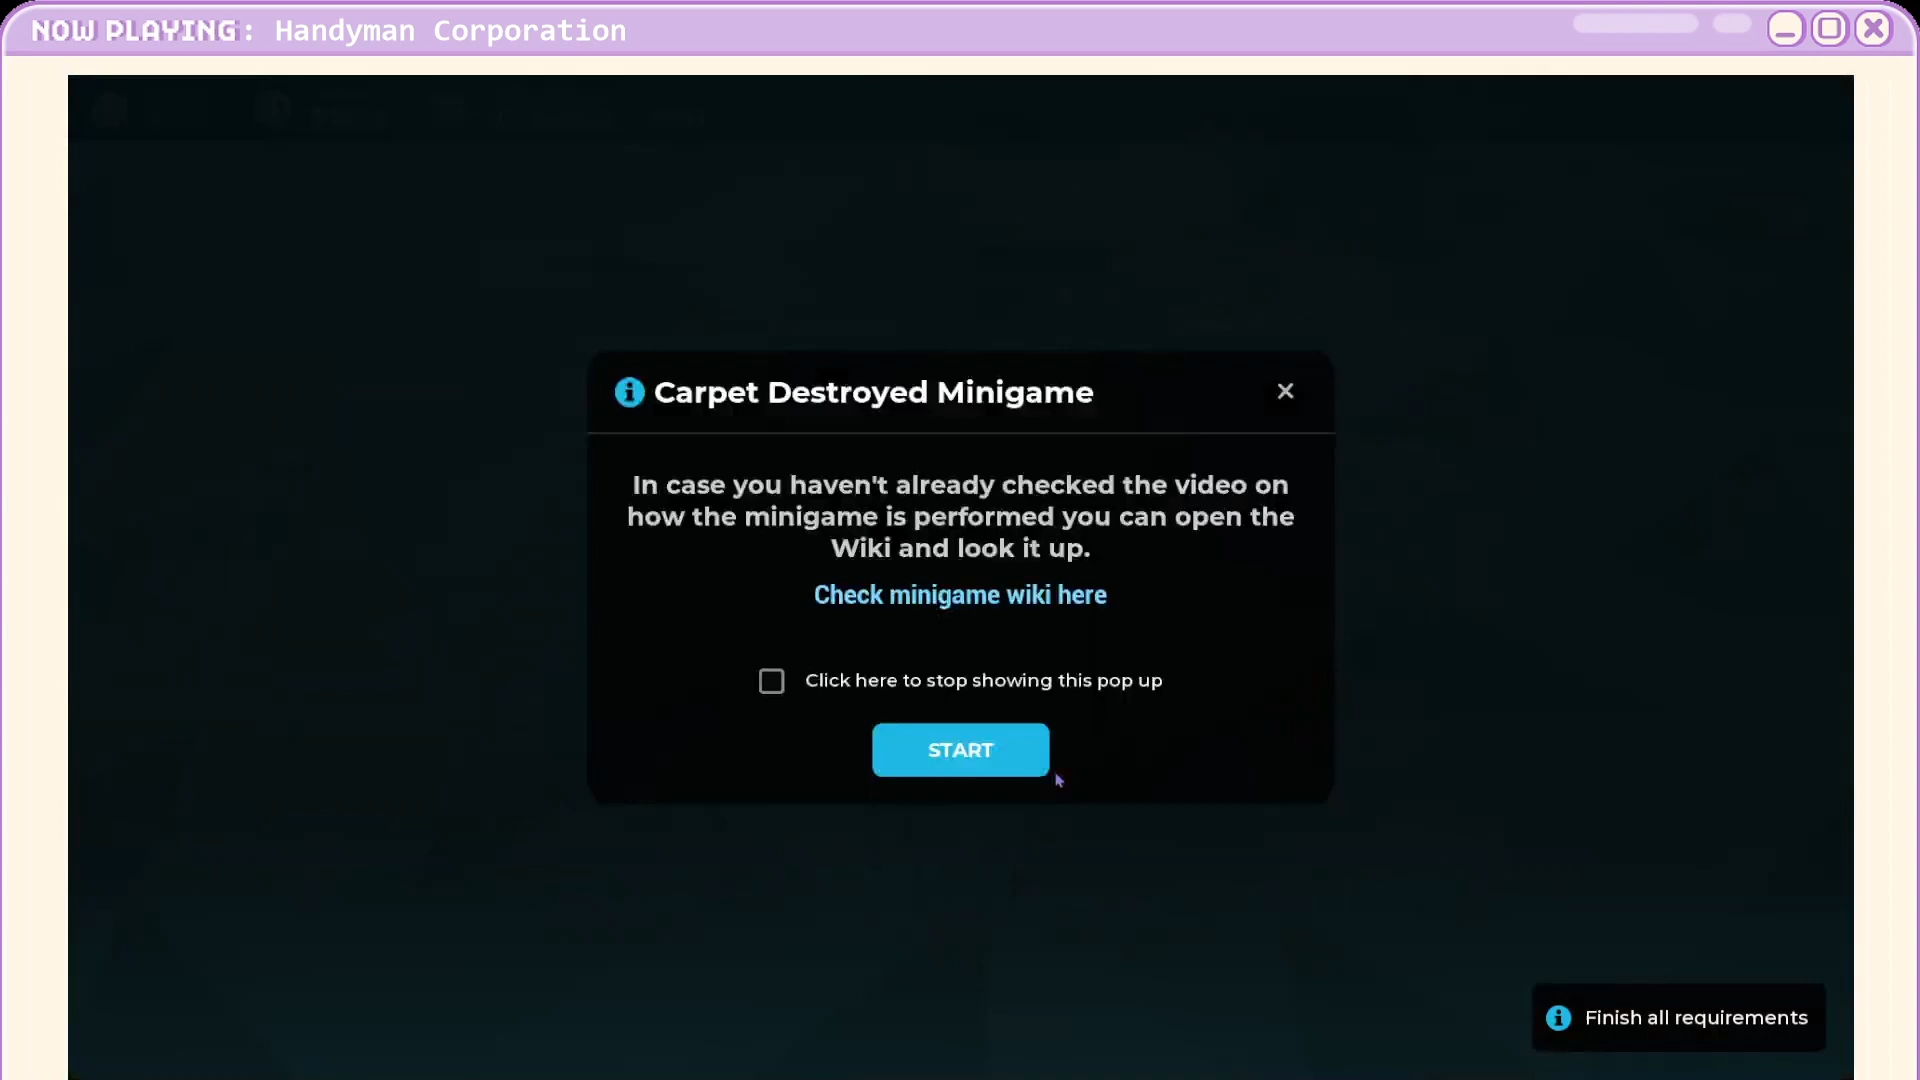 NOW PLAYING: Handyman Corporation
Carpet Destroyed Minigame
In case you haven't already checked the video on
how the minigame is performed you can open the
Wiki and look it up.
Check minigame wiki here
Click here to stop showing this pop up
START
Finish all requirements